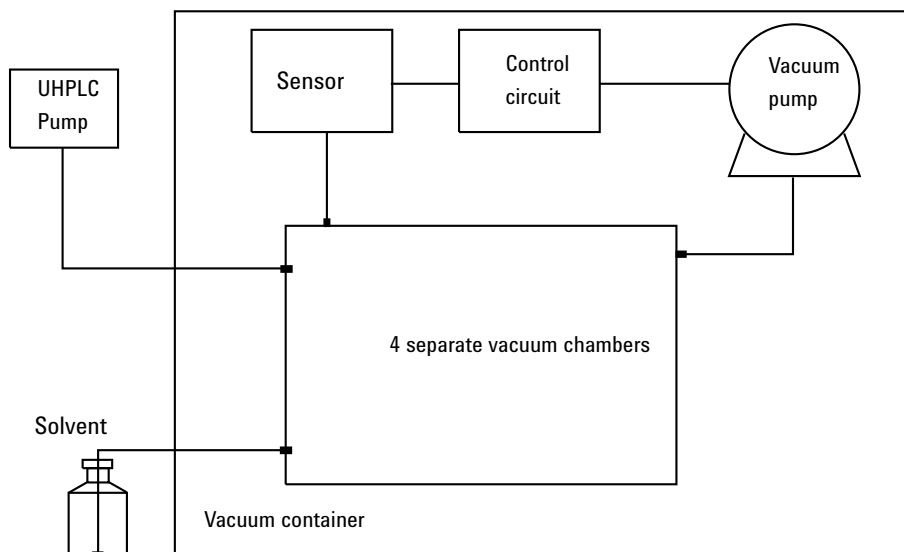 UHPLC
Pump
Sensor
Control
circuit
Vacuum
pump
4 separate vacuum chambers
Solvent
Vacuum container